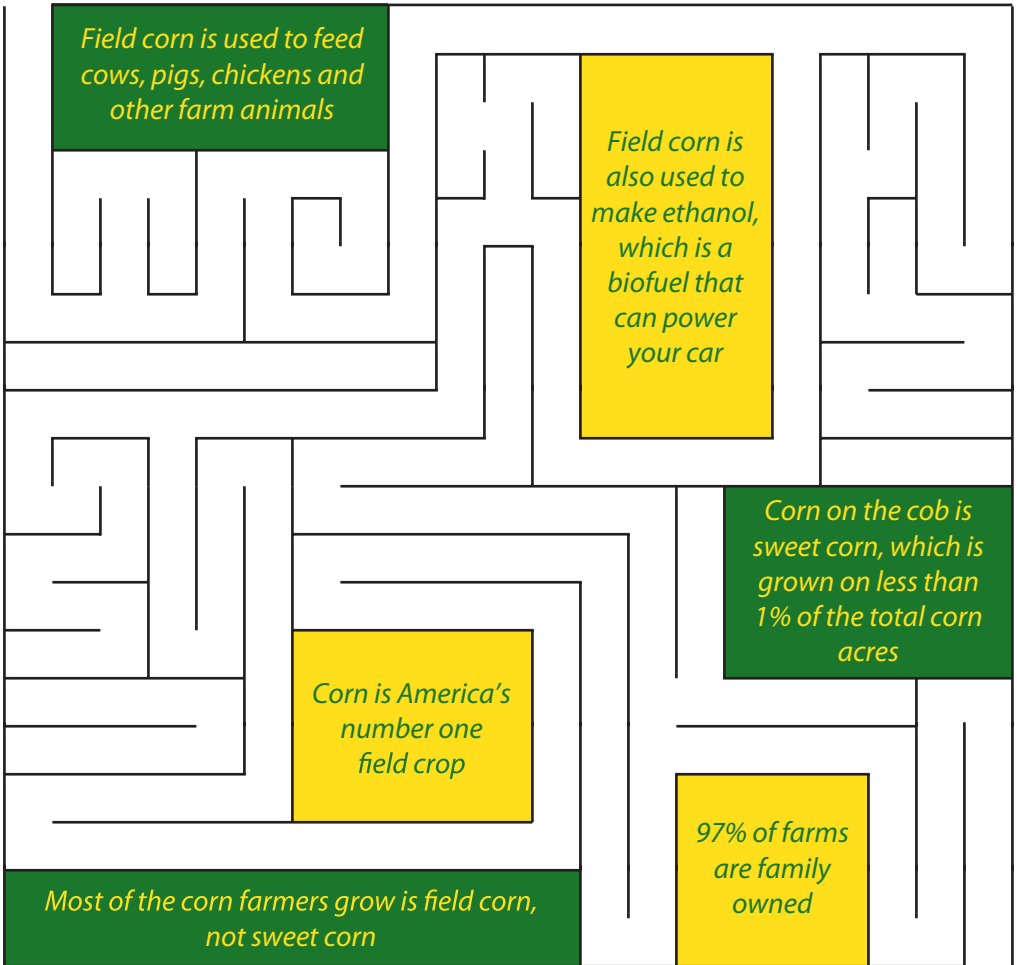 Field corn is used to feed
cows, pigs, chickens and
other farm animals
Field corn is
also used to
make ethanol,
which is a
biofuel that
can power
your car
Corn on the cob is
sweet corn, which is
grown on less than
1% of the total corn
acres
Corn is America’s
number one
field crop
97% of farms
are family
owned
Most of the corn farmers grow is field corn,
not sweet corn